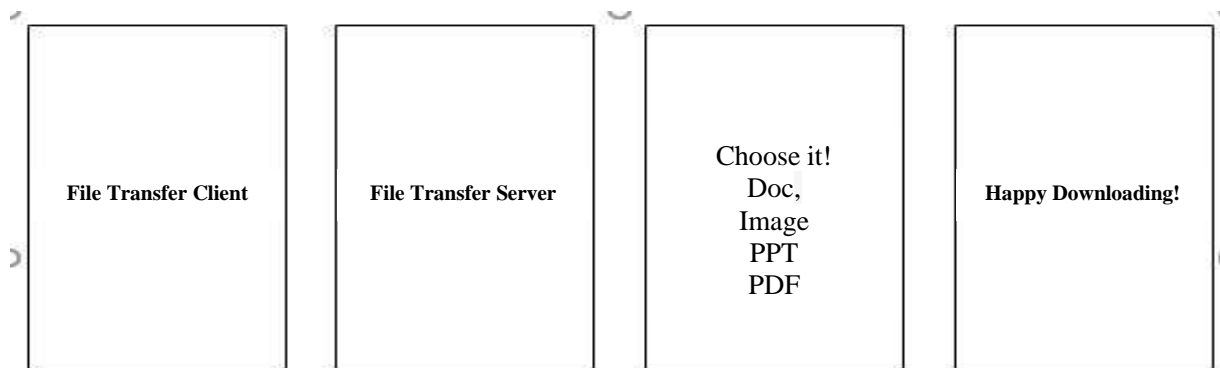 File Transfer Client
File Transfer Server
Choose it!
Doc,
Image
PPT
PDF
Happy Downloading!